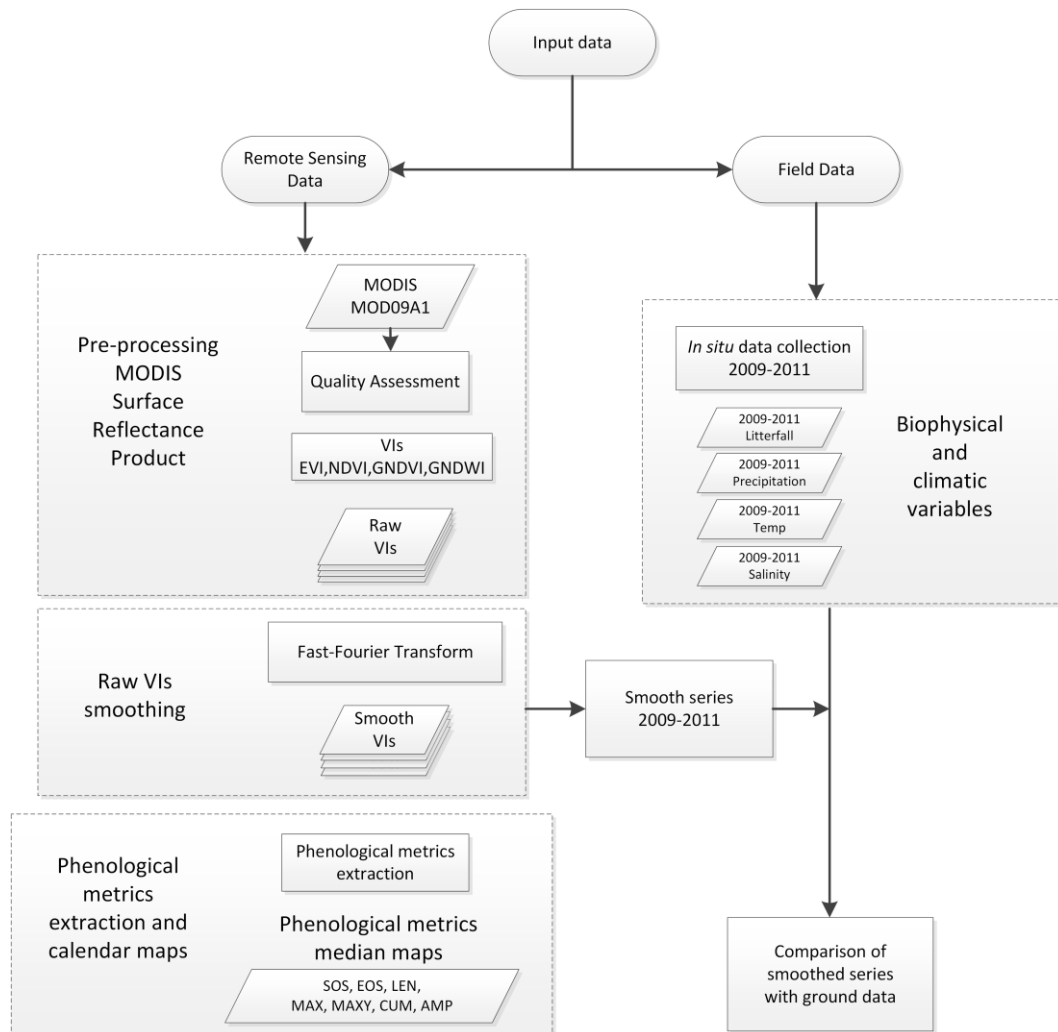 Input data
Remote Sensing
Data
Field Data
Pre-processing
MODIS
Surface
Reflectance
Product
MODIS
MOD09A1
Quality Assessment
VIs
EVI,NDVI,GNDVI,GNDWI
Raw
VIs
In situ data collection
2009-2011
2009-2011
Litterfall
2009-2011
Precipitation
2009-2011
Temp
2009-2011
Salinity
Biophysical
and
climatic
variables
Raw VIs
smoothing
Fast-Fourier Transform
Smooth
VIs
Smooth series
2009-2011
Phenological
metrics
extraction and
calendar maps
Phenological metrics
extraction
Phenological metrics
median maps
SOS, EOS, LEN,
MAX, MAXY, CUM, AMP
Comparison of
smoothed series
with ground data